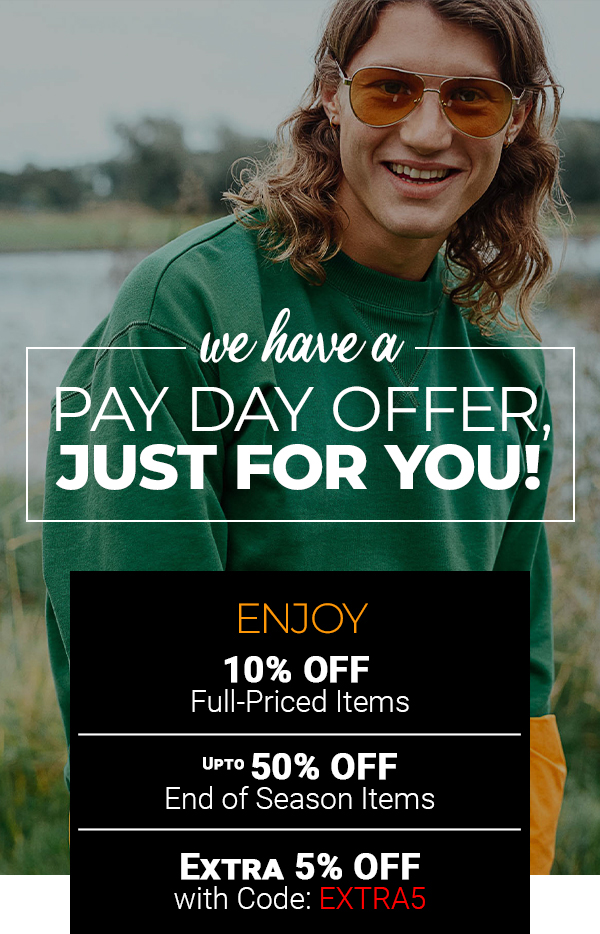 we have a
PAY DAY OFFER,
JUST FOR YOU!
ENJOY
10% OFF
Full-Priced Items
UPTO 50% OFF
End of Season Items
EXTRA 5% OFF
with Code: EXTRA5